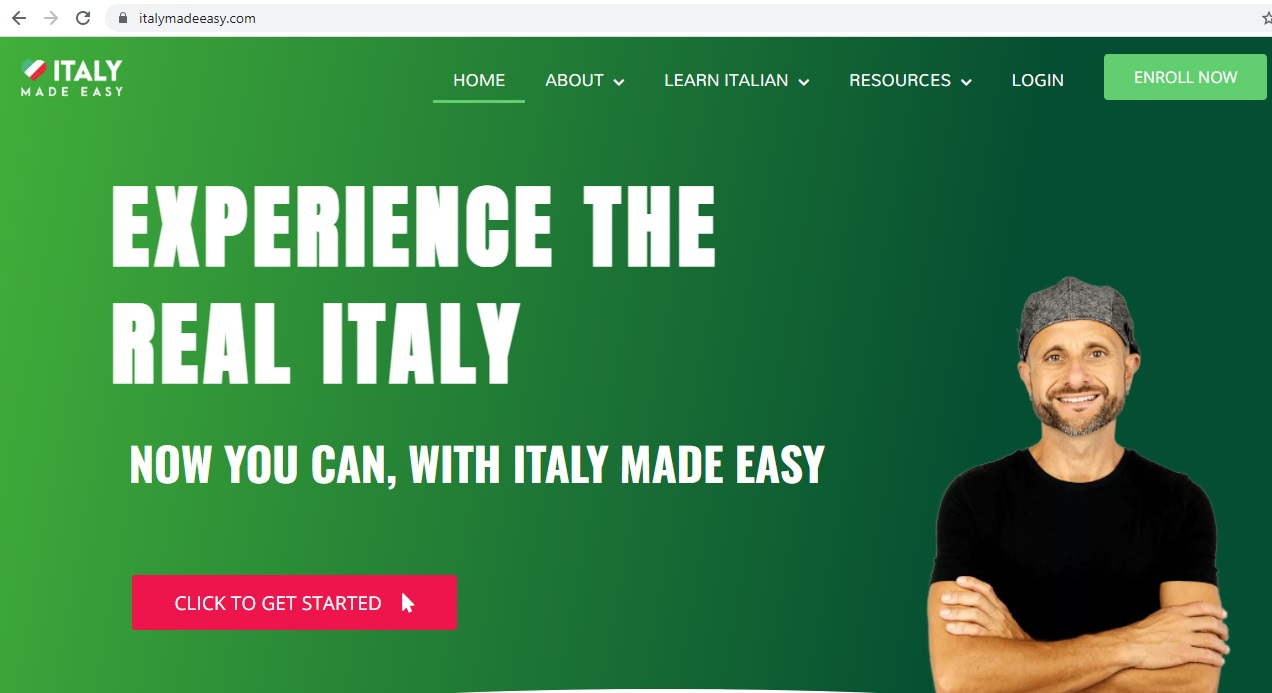 italymadeeasy.com
ITALY
MADE EASY
HOME ABOUT LEARN ITALIAN RESOURCES LOGIN ENROLL NOW
EXPERIENCE THE
REAL ITALY
NOW YOU CAN, WITH ITALY MADE EASY
CLICK TO GET STARTED